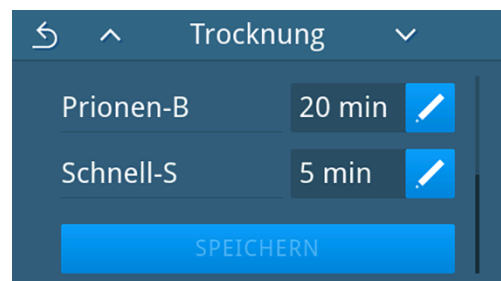 Trocknung
Prionen-B 20 min
Schnell-S 5 min
SPEICHERN